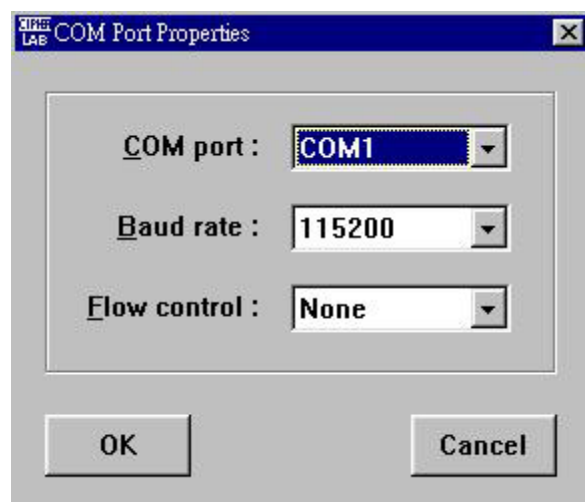 CIPHER
LAB
COM Port Properties
COM port :
COM1
Baud rate :
115200
Flow control :
None
OK
Cancel